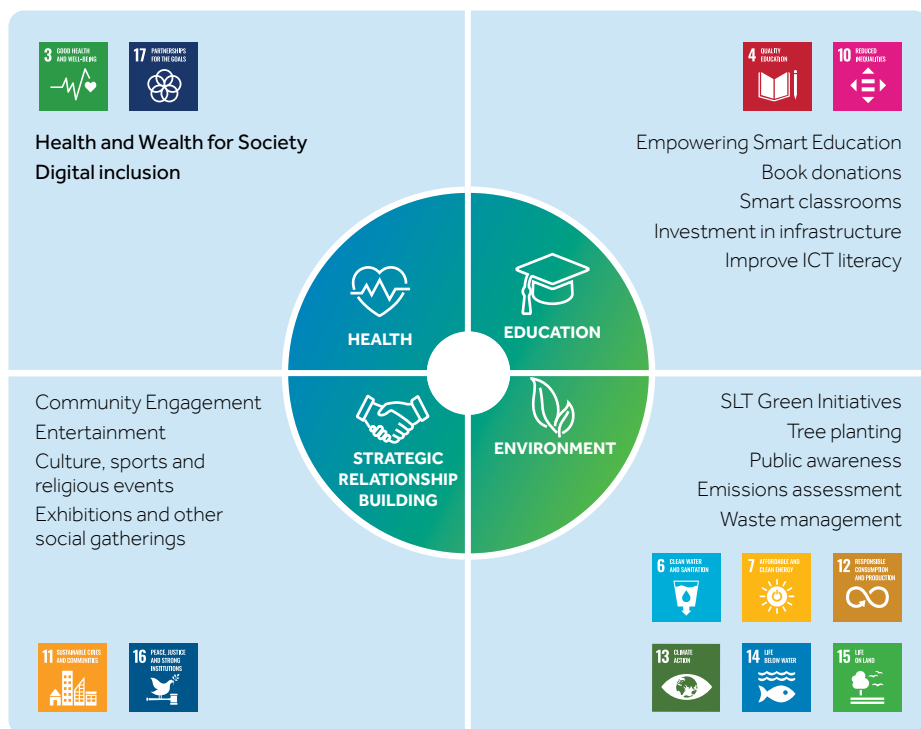 3 GOOD HEALTH
AND WELL-BEING
17 PARTNERSHIPS
FOR THE GOALS
Health and Wealth for Society
Digital inclusion
4 QUALITY
EDUCATION
10 REDUCED
INEQUALITIES
Empowering Smart Education
Book donations
Smart classrooms
Investment in infrastructure
Improve ICT literacy
HEALTH
EDUCATION
STRATEGIC
RELATIONSHIP
BUILDING
ENVIRONMENT
Community Engagement
Entertainment
Culture, sports and
religious events
Exhibitions and other
social gatherings
11 SUSTAINABLE CITIES
AND COMMUNITIES
16 PEACE, JUSTICE
AND STRONG
INSTITUTIONS
SLT Green Initiatives
Tree planting
Public awareness
Emissions assessment
Waste management
6 CLEAN WATER
AND SANITATION
7 AFFORDABLE AND
CLEAN ENERGY
12 RESPONSIBLE
CONSUMPTION
AND PRODUCTION
13 CLIMATE
ACTION
14 LIFE
BELOW WATER
15 LIFE
ON LAND